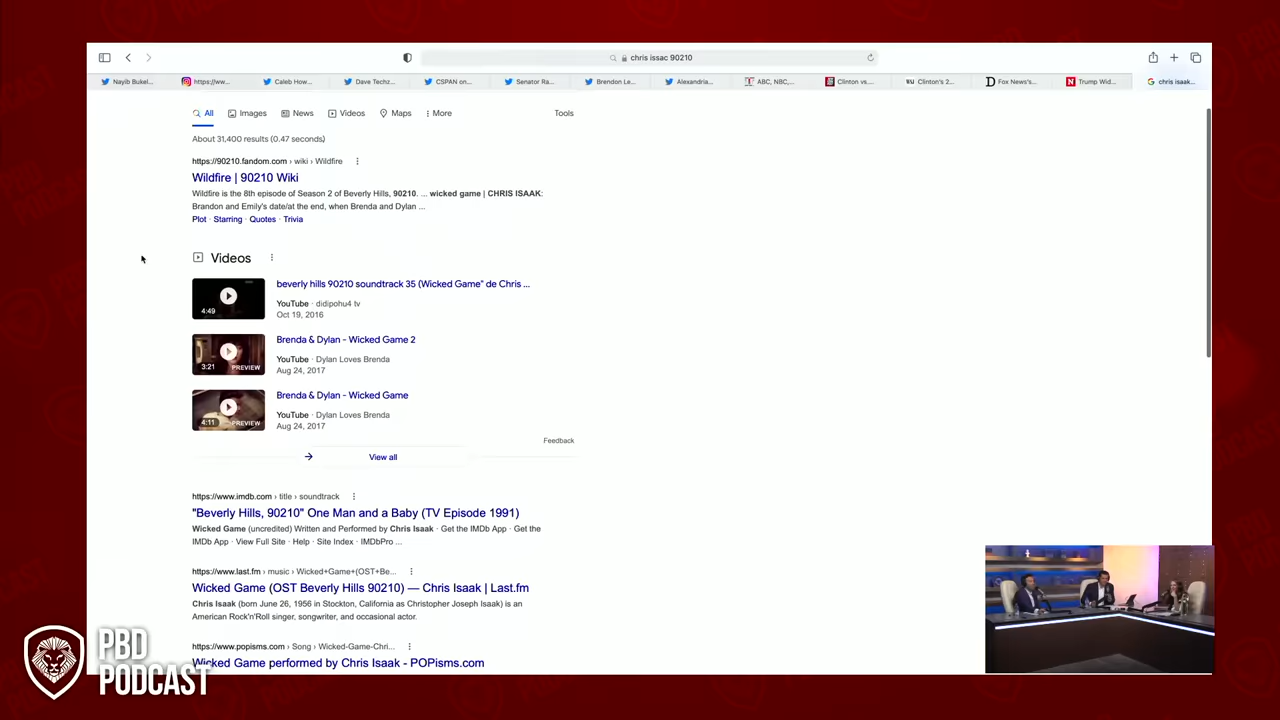 chris issac 90210
Nayib Bukel...
https://ww...
Caleb How...
Dave Techz...
CSPAN on...
Senator Ra...
Brendon Le...
Alexandria...
ABC, NBC,...
Clinton vs...
Clinton's 2...
Fox News's...
Trump Wid...
chris isaak...
All
Images
News
Videos
Maps
More
Tools
About 31,400 results (0.47 seconds)
https://90210.fandom.com › wiki › Wildfire
Wildfire | 90210 Wiki
Wildfire is the 8th episode of Season 2 of Beverly Hills, 90210. ... wicked game | CHRIS ISAAK:
Brandon and Emily's date/at the end, when Brenda and Dylan ...
Plot · Starring · Quotes · Trivia
Videos
beverly hills 90210 soundtrack 35 (Wicked Game" de Chris ...
YouTube · didipohu4 tv
Oct 19, 2016
4:49
Brenda & Dylan - Wicked Game 2
YouTube · Dylan Loves Brenda
Aug 24, 2017
3:21
PREVIEW
Brenda & Dylan - Wicked Game
YouTube · Dylan Loves Brenda
Aug 24, 2017
4:11
PREVIEW
Feedback
View all
https://www.imdb.com › title › soundtrack
"Beverly Hills, 90210" One Man and a Baby (TV Episode 1991)
Wicked Game (uncredited) Written and Performed by Chris Isaak · Get the IMDb App · Get the
IMDb App · View Full Site · Help · Site Index · IMDbPro ...
https://www.last.fm › music › Wicked+Game+(OST+Be...
Wicked Game (OST Beverly Hills 90210) — Chris Isaak | Last.fm
Chris Isaak (born June 26, 1956 in Stockton, California as Christopher Joseph Isaak) is an
American Rock'n'Roll singer, songwriter, and occasional actor.
https://www.popisms.com › Song › Wicked-Game-Chri...
Wicked Game performed by Chris Isaak - POPisms.com
PBD
PODCAST